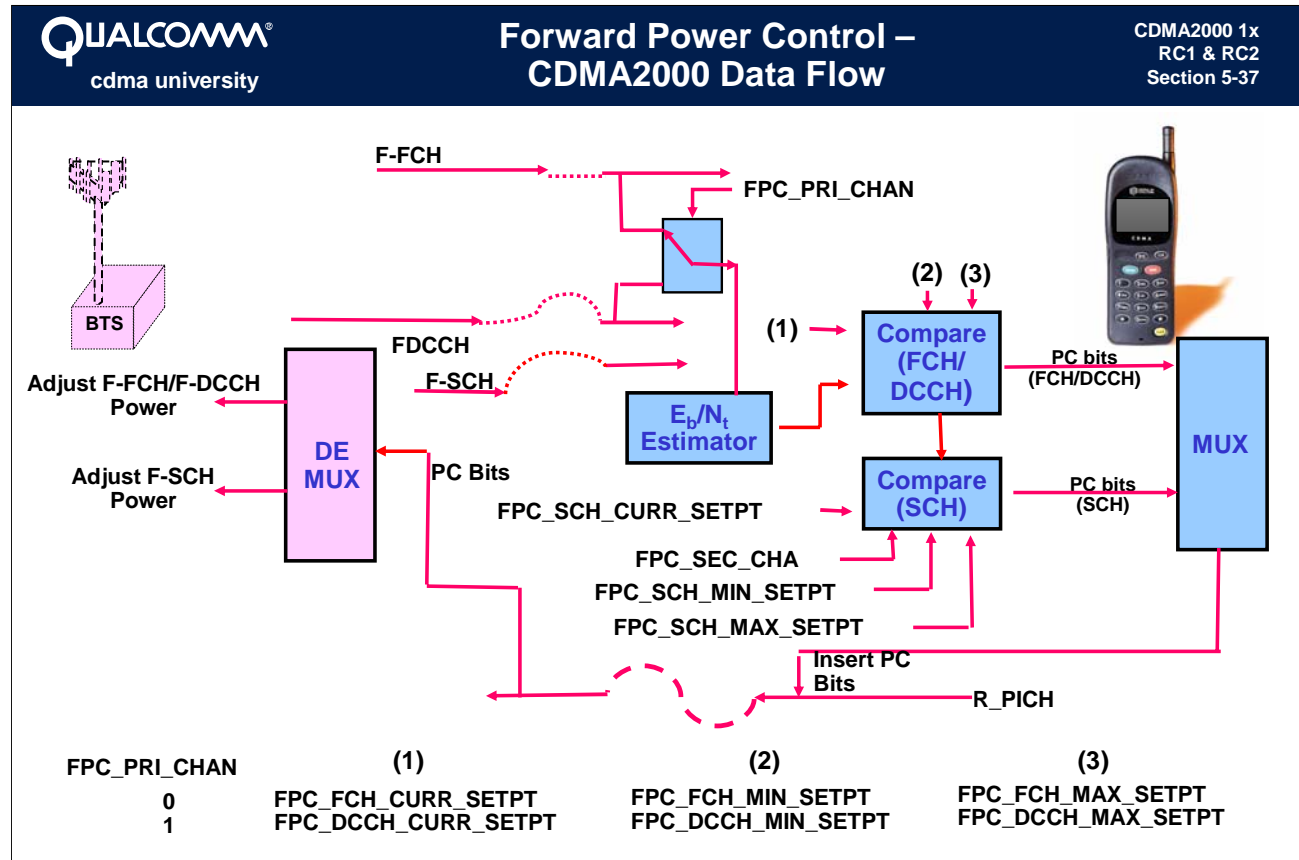 QUALCOMM®
cdma university
Forward Power Control –
CDMA2000 Data Flow
CDMA2000 1x
RC1 & RC2
Section 5-37
F-FCH
FPC_PRI_CHAN
(2)
(3)
BTS
(1)
Compare
(FCH/
DCCH)
FDCCH
PC bits
(FCH/DCCH)
Adjust F-FCH/F-DCCH
Power
F-SCH
Eb/Nt
Estimator
DE
MUX
MUX
PC Bits
Adjust F-SCH
Power
Compare
(SCH)
PC bits
(SCH)
FPC_SCH_CURR_SETPT
FPC_SEC_CHA
FPC_SCH_MIN_SETPT
FPC_SCH_MAX_SETPT
Insert PC
Bits
R_PICH
FPC_PRI_CHAN
(1)
(2)
(3)
0
FPC_FCH_CURR_SETPT
FPC_FCH_MIN_SETPT
FPC_FCH_MAX_SETPT
1
FPC_DCCH_CURR_SETPT
FPC_DCCH_MIN_SETPT
FPC_DCCH_MAX_SETPT